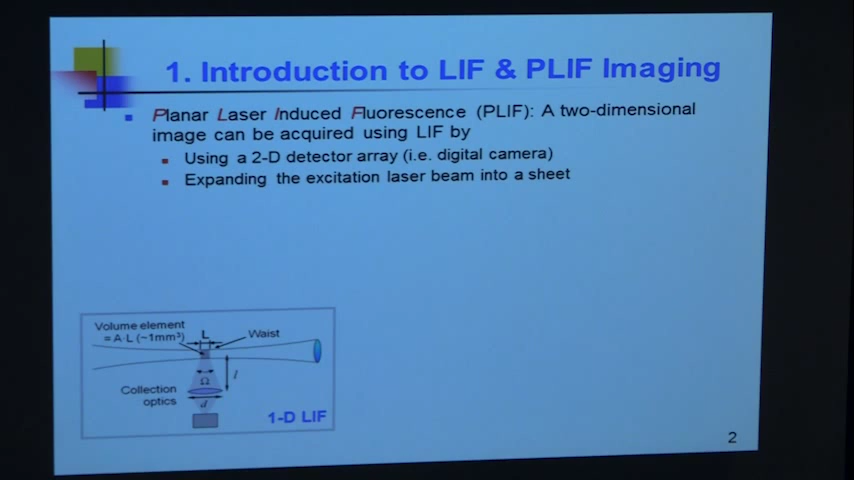 1. Introduction to LIF & PLIF Imaging
Planar Laser Induced Fluorescence (PLIF): A two-dimensional
image can be acquired using LIF by
Using a 2-D detector array (i.e. digital camera)
Expanding the excitation laser beam into a sheet
Volume element
= A·L (~1mm³)
L
Waist
Ω
l
Collection
optics
d
1-D LIF
2